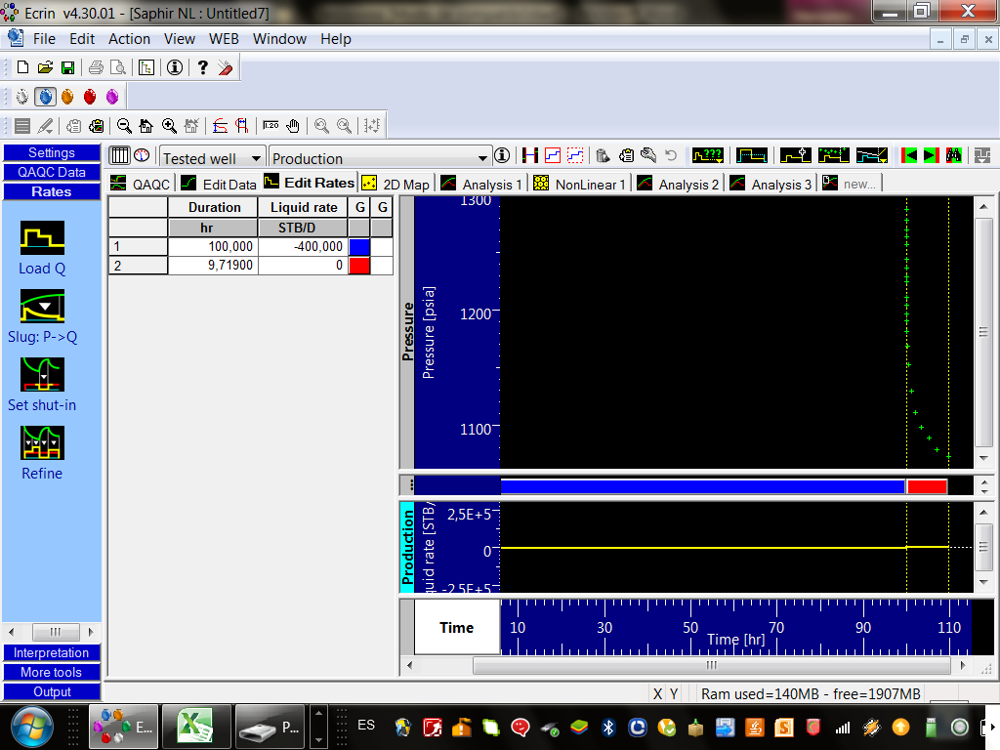 Ecrin v4.30.01 - [Saphir NL : Untitled7]
File Edit Action View WEB Window Help
1.20
Settings
QAQC Data
Rates
Load Q
Slug: P->Q
Set shut-in
Refine
Interpretation
More tools
Output
Tested well Production
QAQC Edit Data Edit Rates 2D Map Analysis 1 NonLinear 1 Analysis 2 Analysis 3 new...
Duration Liquid rate G G
hr STB/D
1 100,000 -400,000
2 9,71900 0
Pressure
Pressure [psia]
1300
1200
1100
Production
quid rate [STB/
2,5E+5
0
-2,5E+5
Time
10 30 50 70 90 110
Time [hr]
X Y Ram used=140MB - free=1907MB
E... P... ES